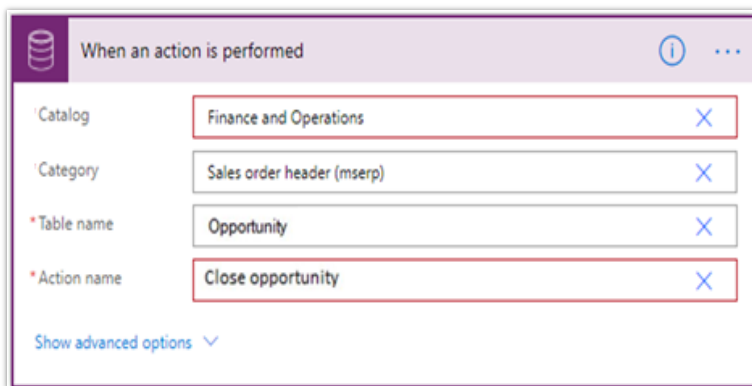 When an action is performed
Catalog
Finance and Operations
Category
Sales order header (mserp)
* Table name
Opportunity
* Action name
Close opportunity
Show advanced options